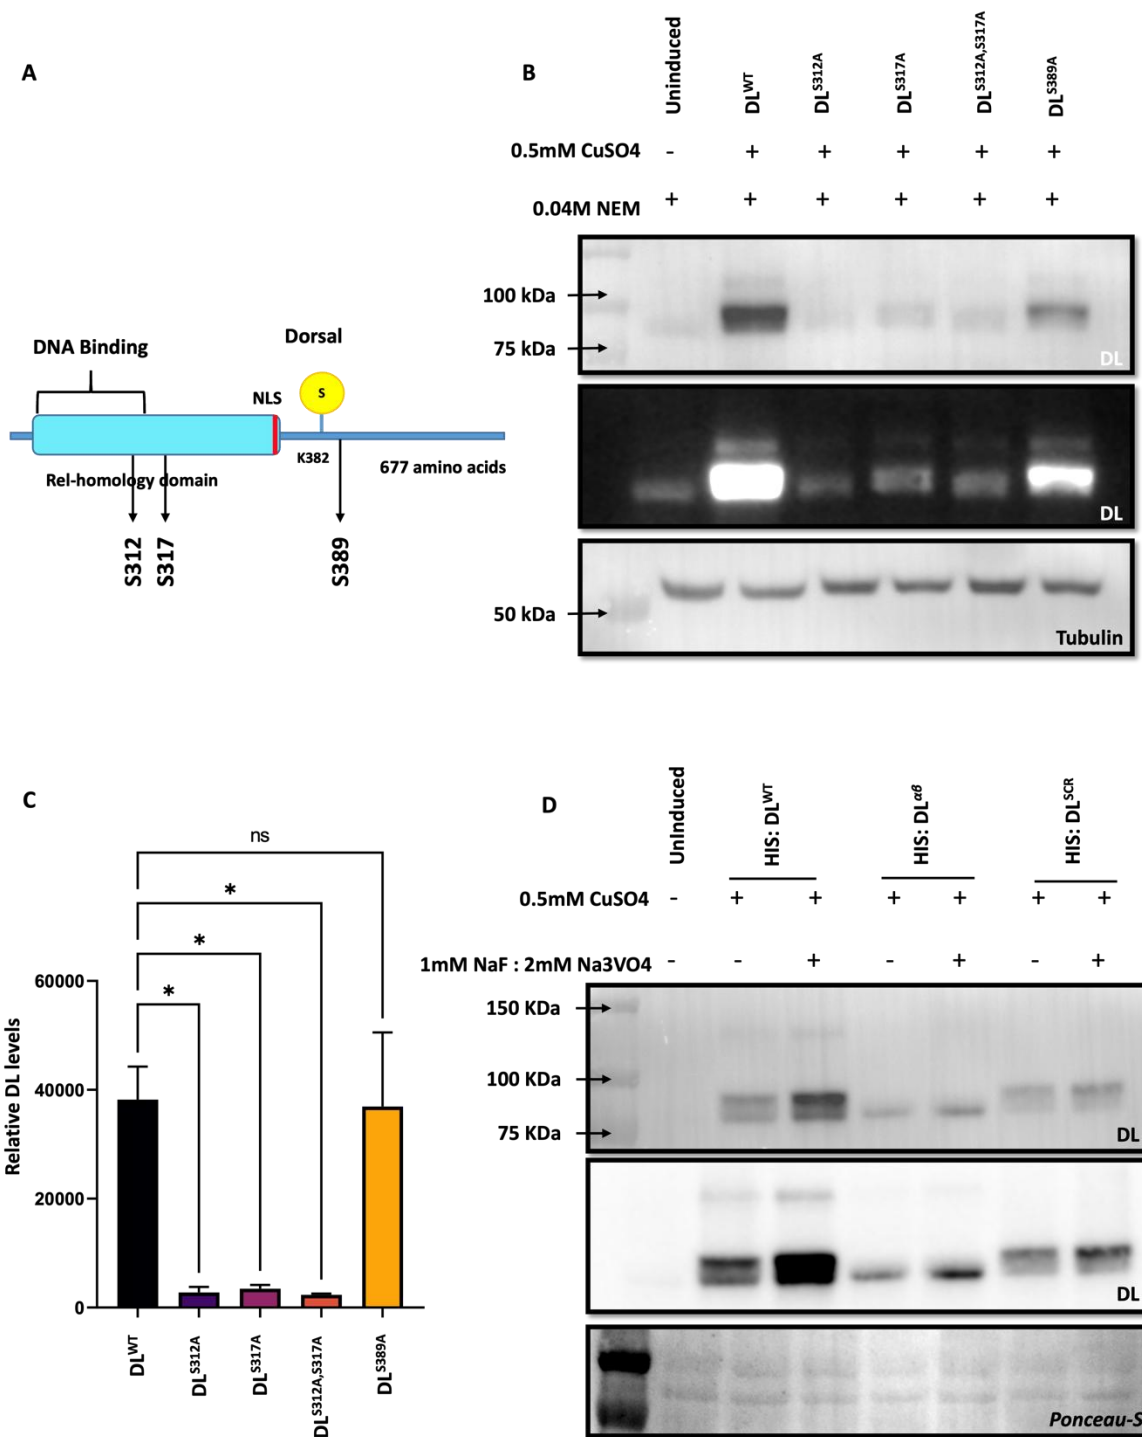 A
DNA Binding
Dorsal
NLS
S
K382
677 amino acids
Rel-homology domain
S312
S317
S389
B
Uninduced
DL^WT
DL^S312A
DL^S317A
DL^S312A,S317A
DL^S389A
0.5mM CuSO4 - + + + + +
0.04M NEM + + + + + +
100 kDa
75 kDa
DL
DL
50 kDa
Tubulin
C
ns
*
*
*
60000
40000
20000
0
Relative DL levels
DL^WT
DL^S312A
DL^S317A
DL^S312A,S317A
DL^S389A
D
UnInduced
HIS: DL^WT
HIS: DL^αβ
HIS: DL^SCR
0.5mM CuSO4 - + + + + + +
1mM NaF : 2mM Na3VO4 - - + - + - +
150 KDa
100 KDa
75 KDa
DL
DL
Ponceau-S